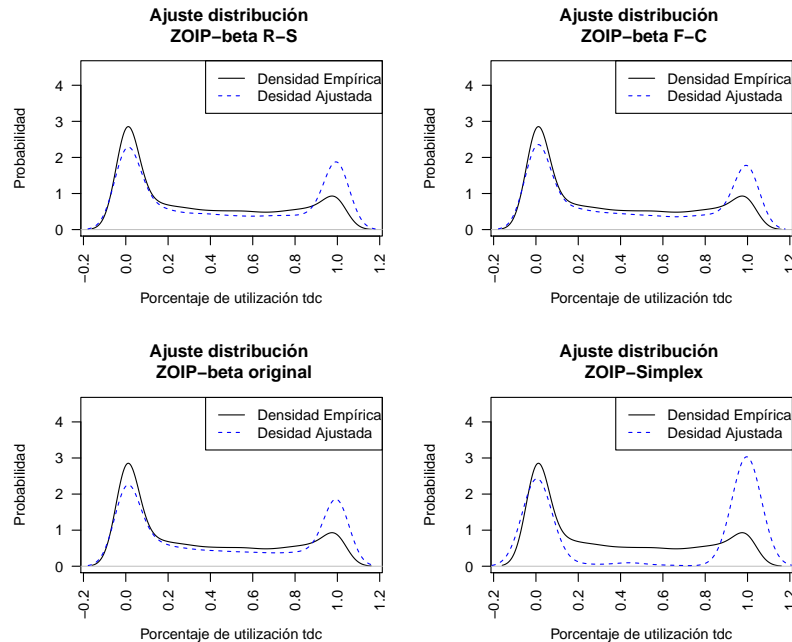 Ajuste distribución
ZOIP−beta R−S
Densidad Empírica
Desidad Ajustada
Probabilidad
4
3
2
1
0
−0.2
0.0
0.2
0.4
0.6
0.8
1.0
1.2
Porcentaje de utilización tdc
Ajuste distribución
ZOIP−beta F−C
Densidad Empírica
Desidad Ajustada
Probabilidad
4
3
2
1
0
−0.2
0.0
0.2
0.4
0.6
0.8
1.0
1.2
Porcentaje de utilización tdc
Ajuste distribución
ZOIP−beta original
Densidad Empírica
Desidad Ajustada
Probabilidad
4
3
2
1
0
−0.2
0.0
0.2
0.4
0.6
0.8
1.0
1.2
Porcentaje de utilización tdc
Ajuste distribución
ZOIP−Simplex
Densidad Empírica
Desidad Ajustada
Probabilidad
4
3
2
1
0
−0.2
0.0
0.2
0.4
0.6
0.8
1.0
1.2
Porcentaje de utilización tdc